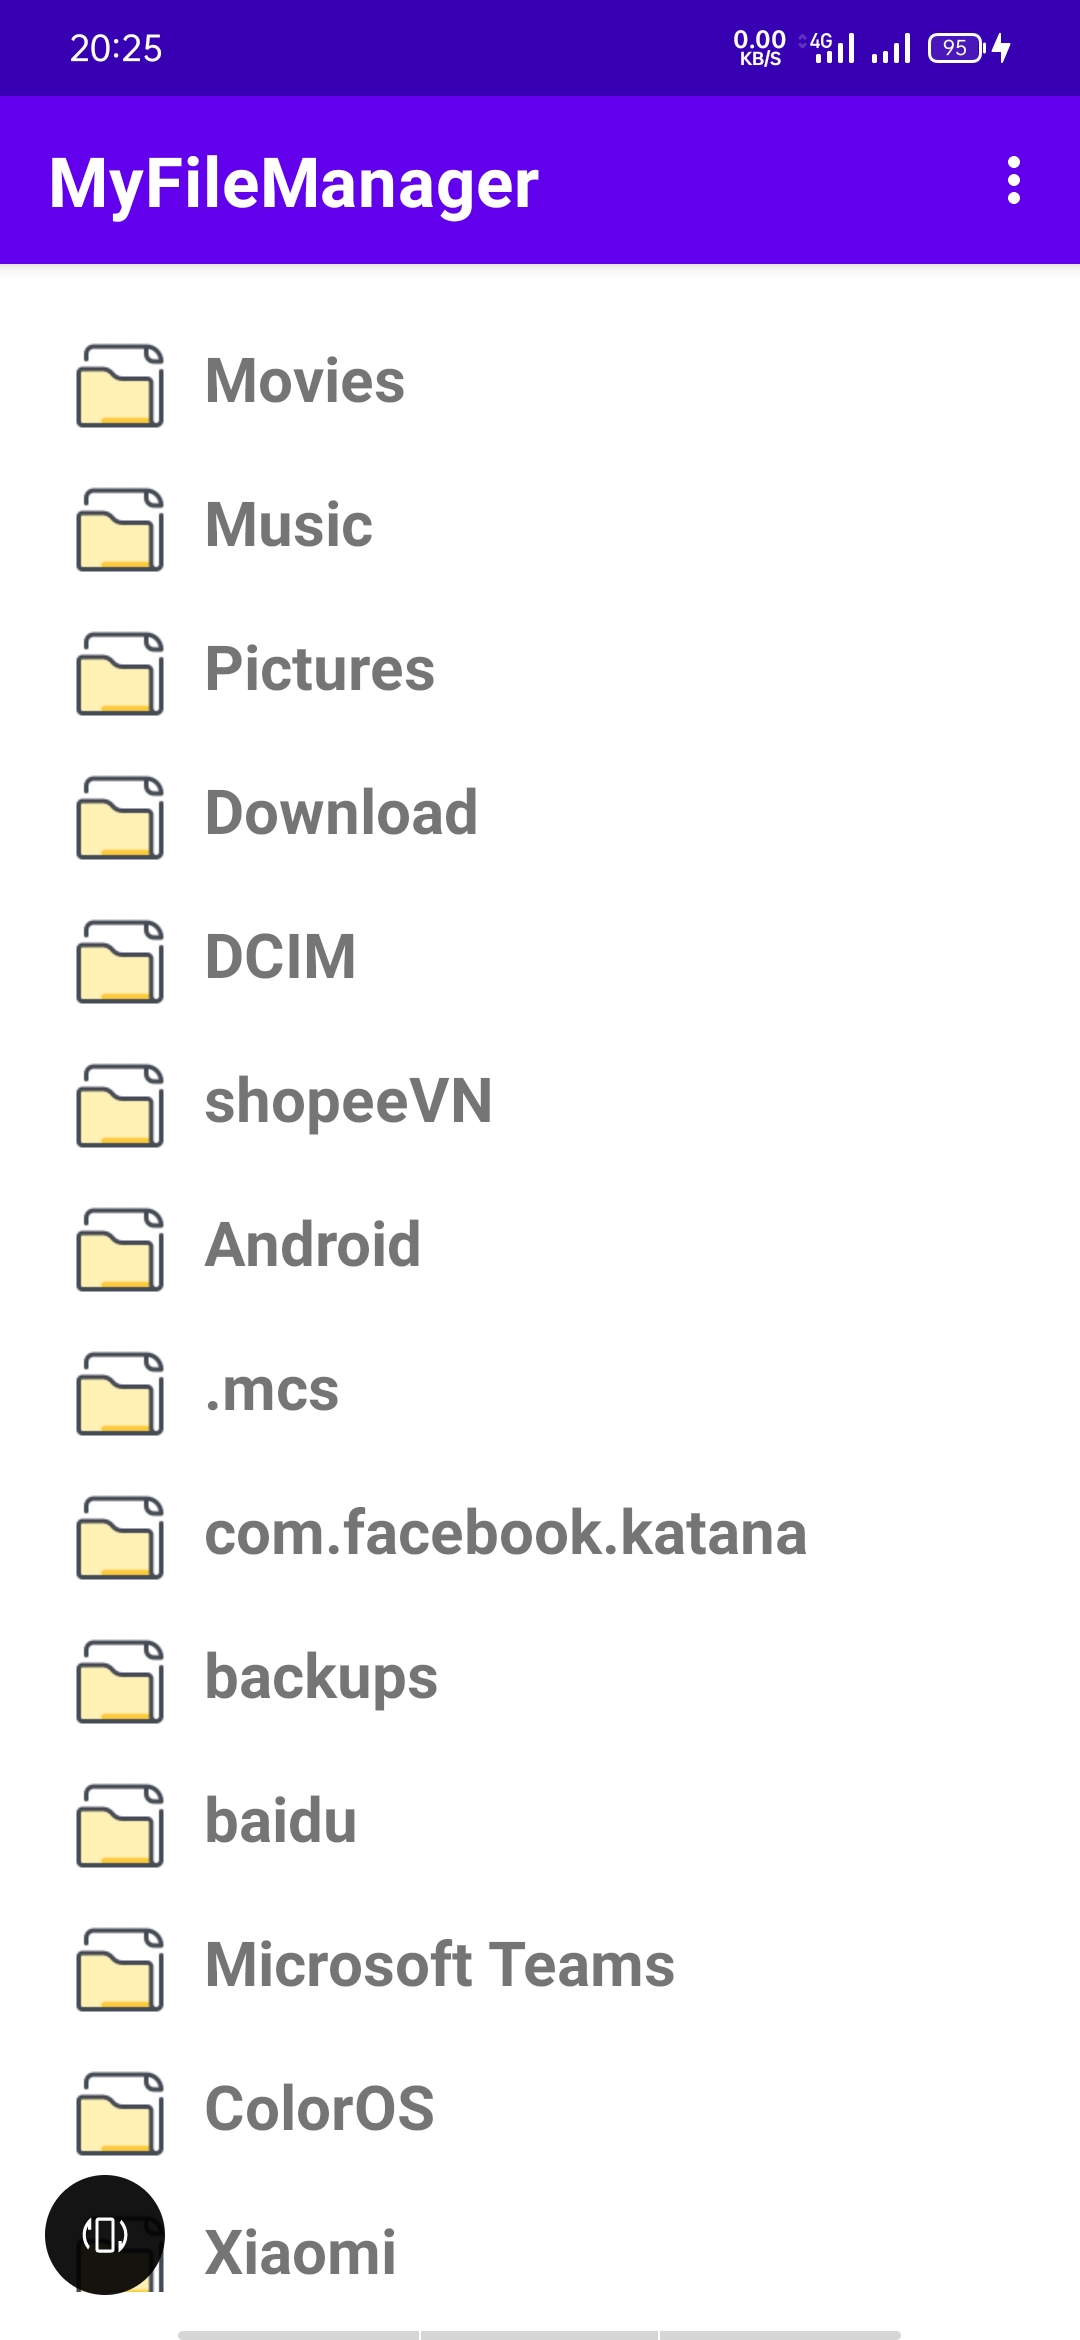 20:25
0.00
KB/S
4G
95
MyFileManager
Movies
Music
Pictures
Download
DCIM
shopeeVN
Android
.mcs
com.facebook.katana
backups
baidu
Microsoft Teams
ColorOS
Xiaomi